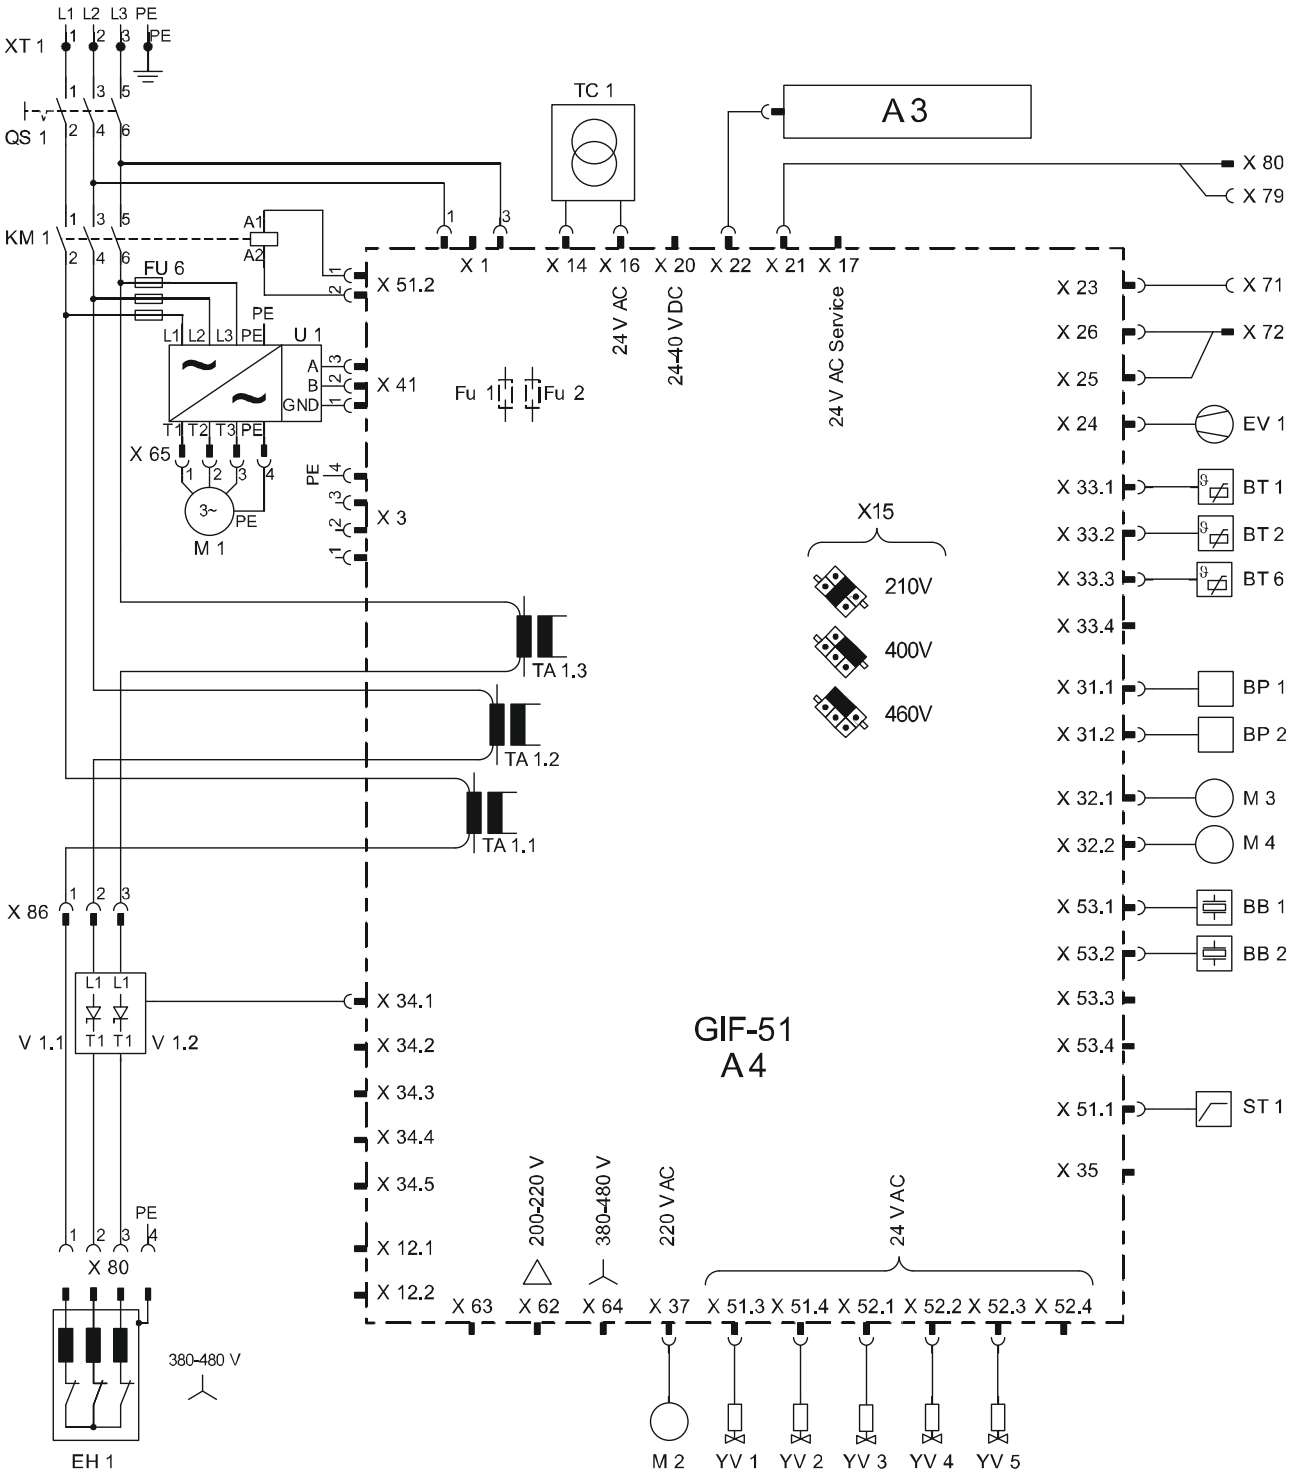 L1 L2 L3 PE
XT 1 1 2 3 PE
1 3 5
QS 1 2 4 6
TC 1
A 3
X 80
X 79
1 3 5
KM 1
2 4 6
A1
A2
FU 6
1 3
X 1 X 14 X 16 X 20 X 22 X 21 X 17
24 V AC
24-40 V DC
24 V AC Service
1
2
X 51.2
X 23 X 71
X 26 X 72
X 25
X 24 EV 1
L1 L2 L3 PE
PE
U 1
A 3
B 2
GND 1
X 41
Fu 1 Fu 2
T1 T2 T3 PE
X 65
1 2 3 4
3~
PE
M 1
PE 4
3
2
1
X 3
X 33.1 ϑ BT 1
X 33.2 ϑ BT 2
X 33.3 ϑ BT 6
X 33.4
X15
210V
400V
460V
TA 1.3
TA 1.2
TA 1.1
X 31.1 BP 1
X 31.2 BP 2
X 32.1 M 3
X 32.2 M 4
X 53.1 BB 1
X 53.2 BB 2
X 53.3
X 53.4
X 51.1 ST 1
X 35
X 86 1 2 3
L1 L1
T1 T1
V 1.1 V 1.2
X 34.1
X 34.2
X 34.3
X 34.4
X 34.5
X 12.1
X 12.2
GIF-51
A 4
200-220 V
380-480 V
220 V AC
24 V AC
PE
1 2 3 4
X 80
X 63 X 62 X 64 X 37 X 51.3 X 51.4 X 52.1 X 52.2 X 52.3 X 52.4
380-480 V
EH 1
M 2 YV 1 YV 2 YV 3 YV 4 YV 5